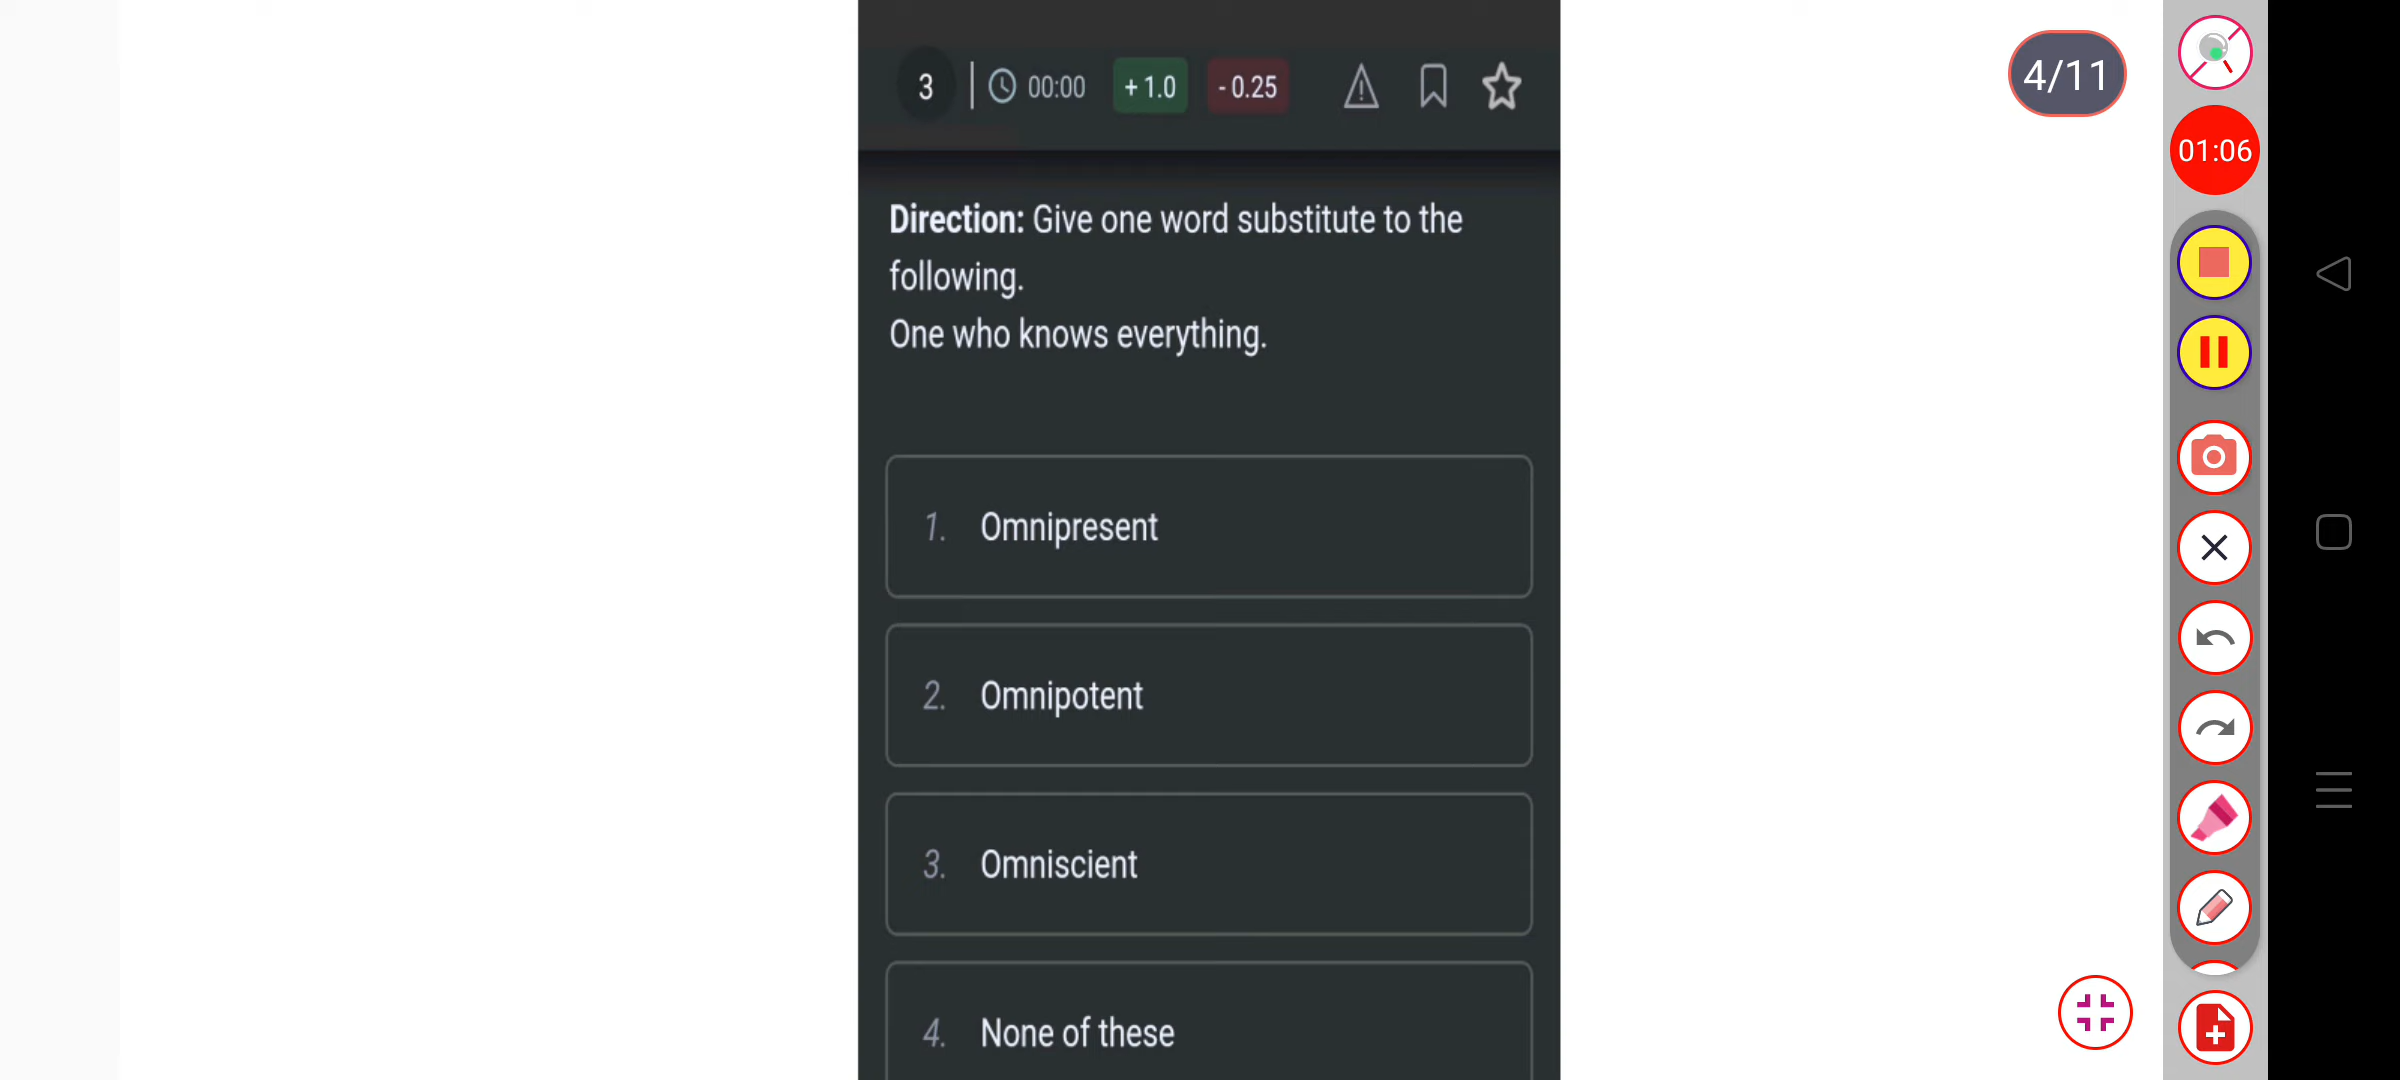 3 | 00:00 + 1.0 - 0.25
4/11
01:06
Direction: Give one word substitute to the
following.
One who knows everything.
1. Omnipresent
2. Omnipotent
3. Omniscient
4. None of these